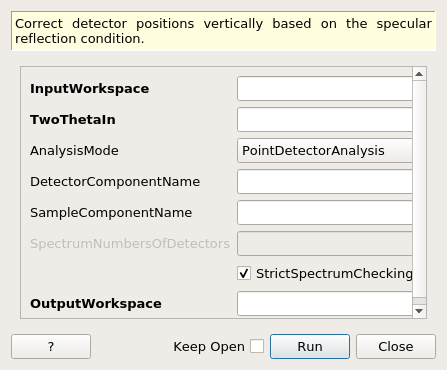 Correct detector positions vertically based on the specular
reflection condition.
InputWorkspace
TwoThetaIn
AnalysisMode PointDetectorAnalysis
DetectorComponentName
SampleComponentName
SpectrumNumbersOfDetectors
StrictSpectrumChecking
OutputWorkspace
? Keep Open Run Close